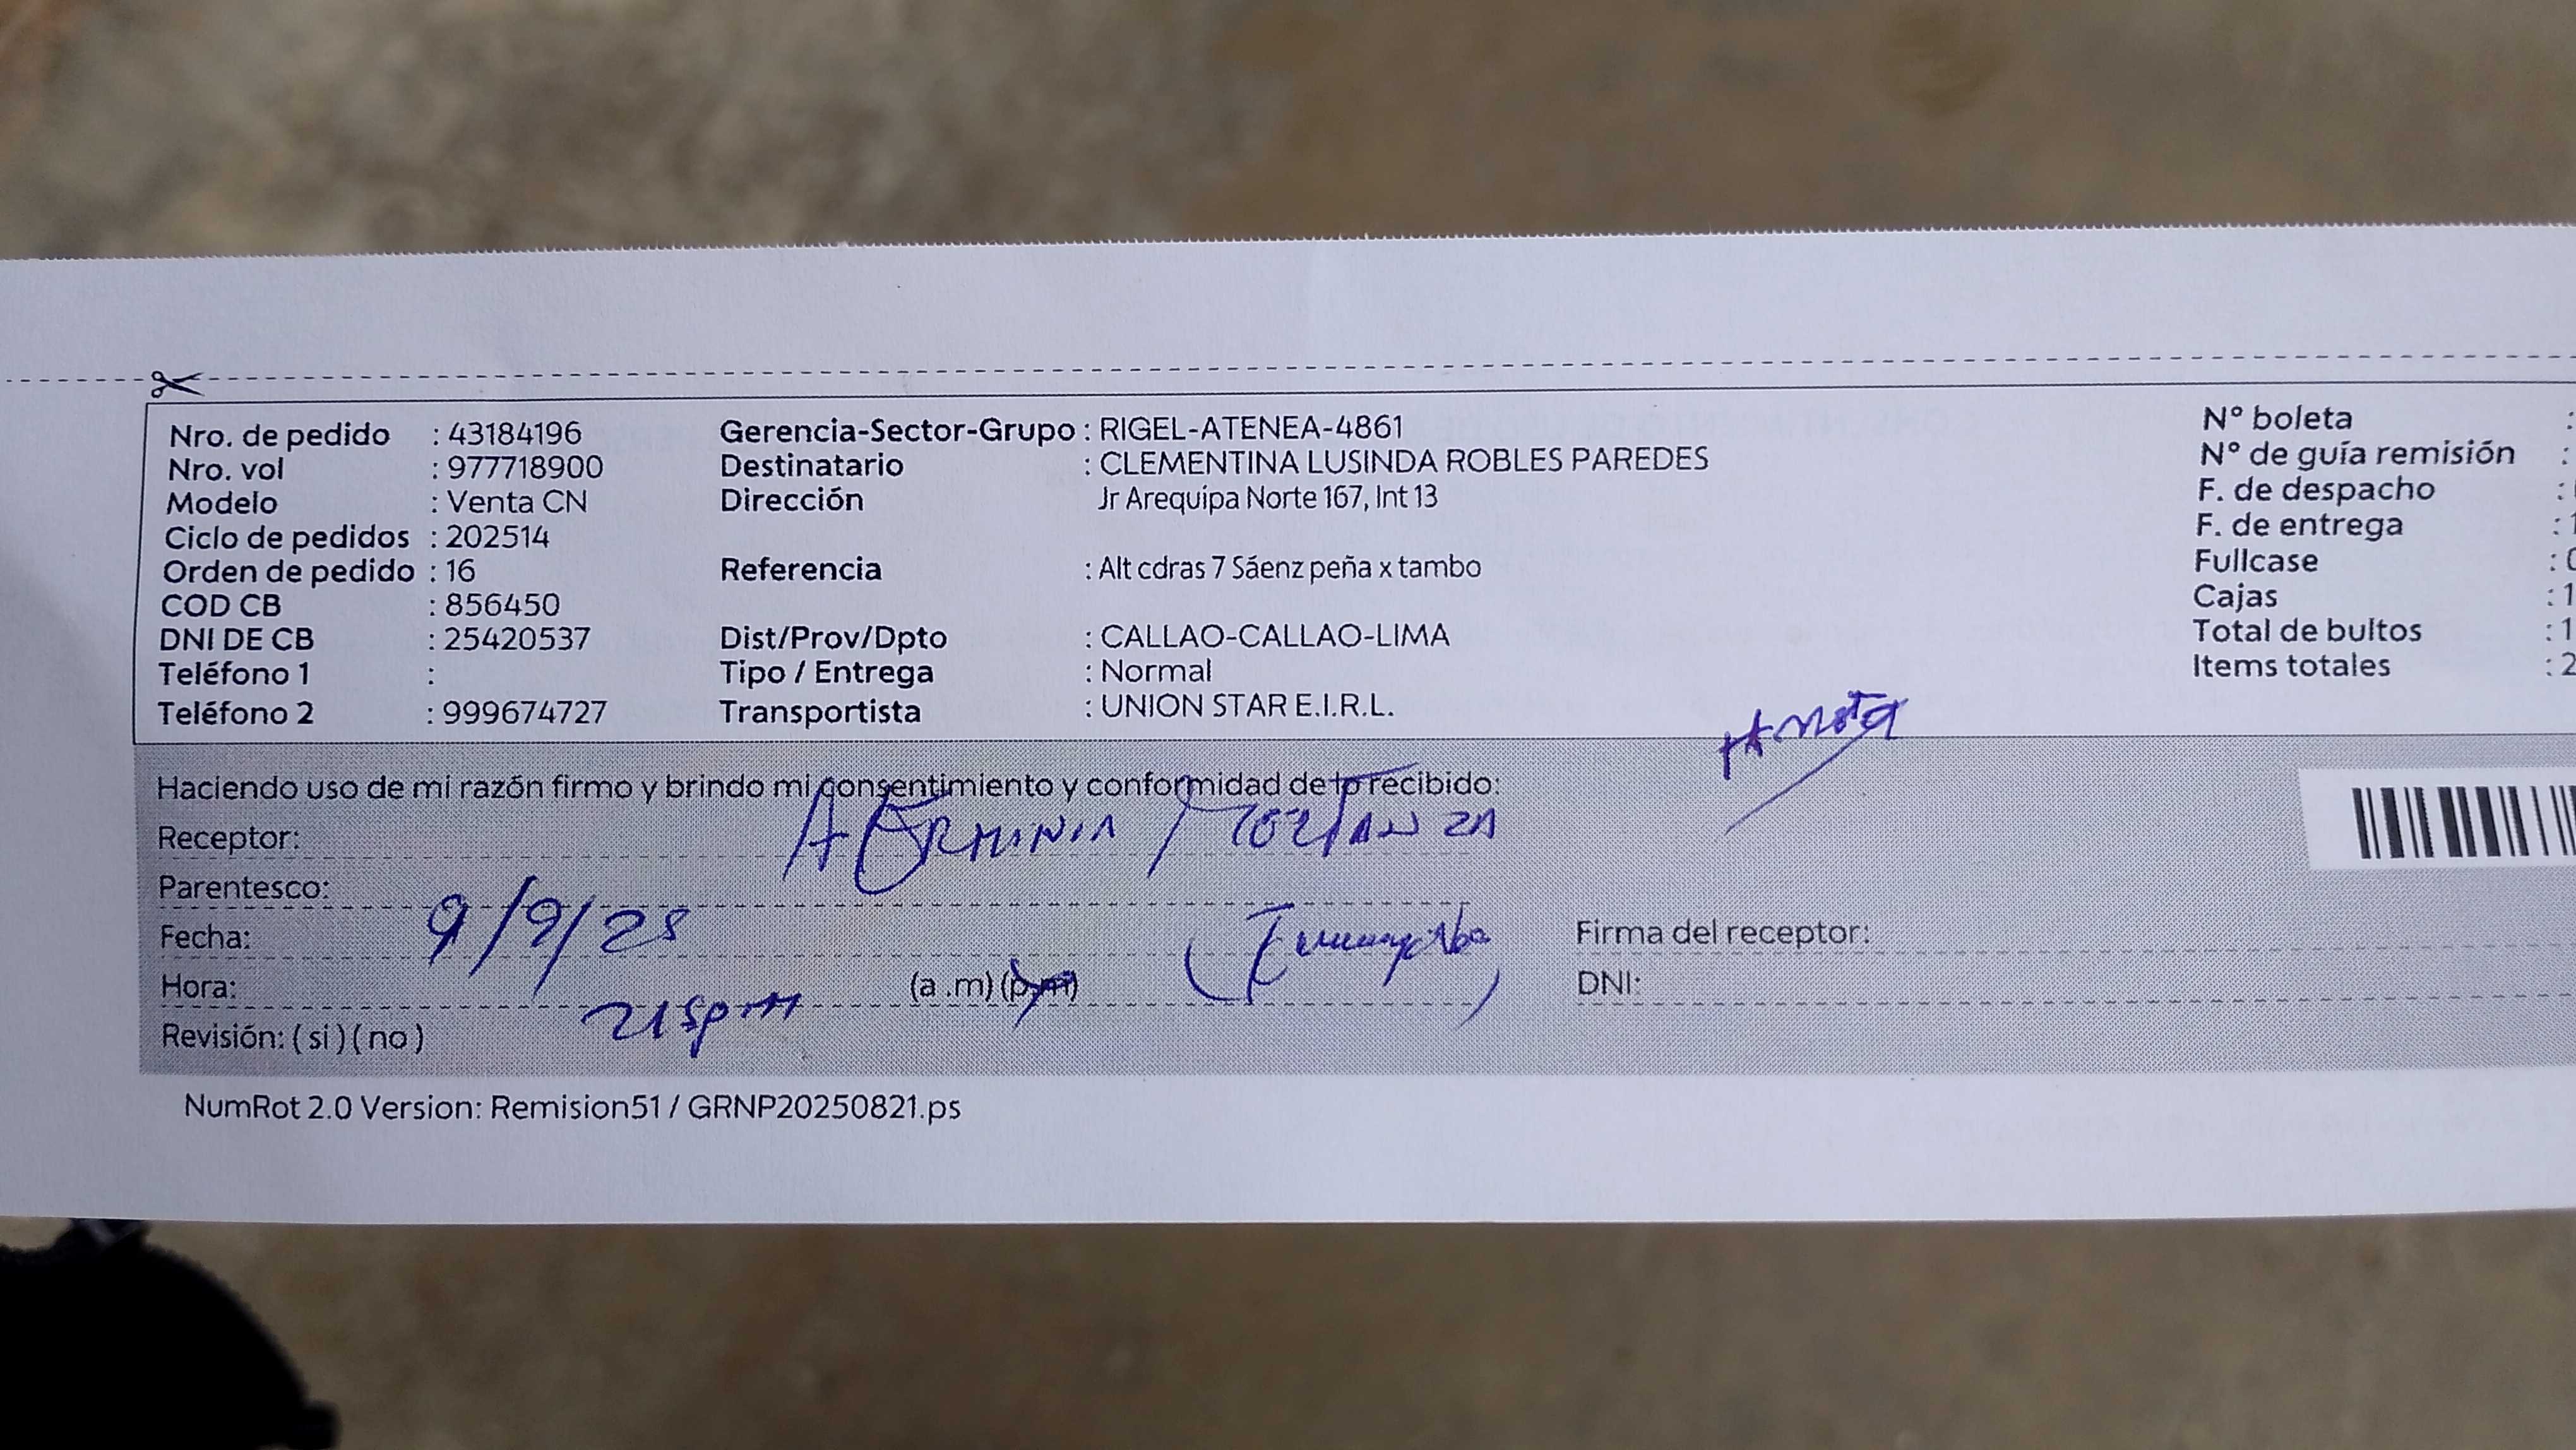 Nro. de pedido : 43184196 Gerencia-Sector-Grupo : RIGEL-ATENEA-4861 N° boleta :
Nro. vol : 977718900 Destinatario : CLEMENTINA LUSINDA ROBLES PAREDES N° de guía remisión :
Modelo : Venta CN Dirección Jr Arequipa Norte 167, Int 13 F. de despacho :
Ciclo de pedidos : 202514 F. de entrega : 1
Orden de pedido : 16 Referencia : Alt cdras 7 Sáenz peña x tambo Fullcase : 0
COD CB : 856450 Cajas : 1
DNI DE CB : 25420537 Dist/Prov/Dpto : CALLAO-CALLAO-LIMA Total de bultos : 1
Teléfono 1 : Tipo / Entrega : Normal Items totales : 2
Teléfono 2 : 999674727 Transportista : UNION STAR E.I.R.L.
Haciendo uso de mi razón firmo y brindo mi consentimiento y conformidad de lo recibido:
Receptor:
Parentesco:
Fecha: 9/9/25 Firma del receptor:
Hora: 215pm (a .m) (p.m) DNI:
Revisión: ( si ) ( no )
NumRot 2.0 Version: Remision51 / GRNP20250821.ps